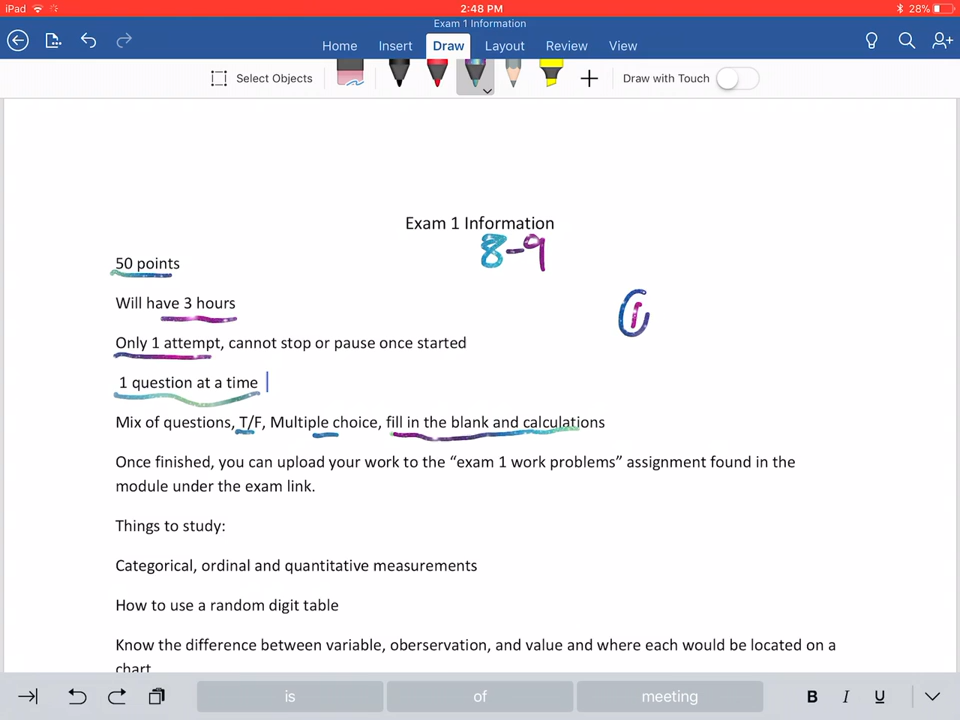 iPad 2:48 PM 28%
Exam 1 Information
Home Insert Draw Layout Review View
Select Objects Draw with Touch
Exam 1 Information
8-9
50 points
Will have 3 hours
1
Only 1 attempt, cannot stop or pause once started
1 question at a time
Mix of questions, T/F, Multiple choice, fill in the blank and calculations
Once finished, you can upload your work to the “exam 1 work problems” assignment found in the
module under the exam link.
Things to study:
Categorical, ordinal and quantitative measurements
How to use a random digit table
Know the difference between variable, oberservation, and value and where each would be located on a
chart
is of meeting B I U